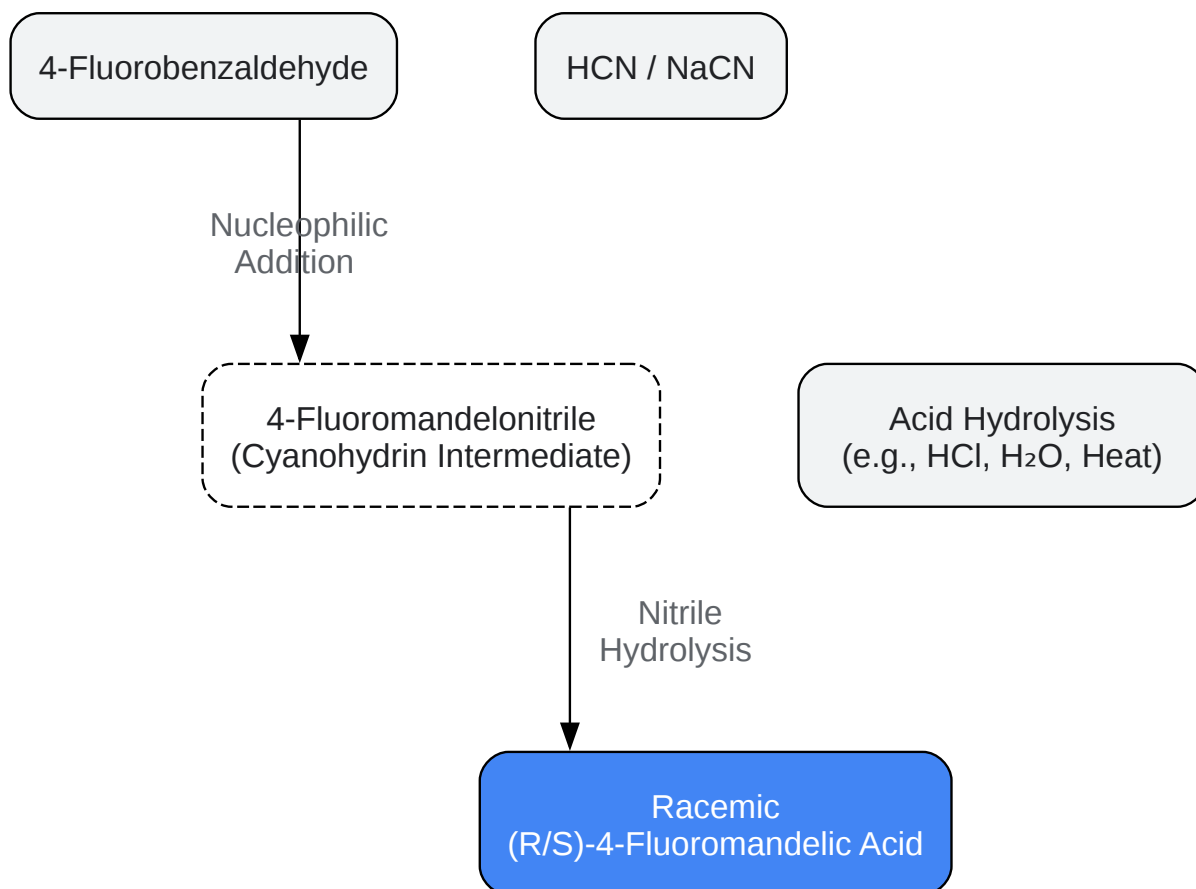 4-Fluorobenzaldehyde
HCN / NaCN
Nucleophilic
Addition
4-Fluoromandelonitrile
(Cyanohydrin Intermediate)
Acid Hydrolysis
(e.g., HCl, H₂O, Heat)
Nitrile
Hydrolysis
Racemic
(R/S)-4-Fluoromandelic Acid